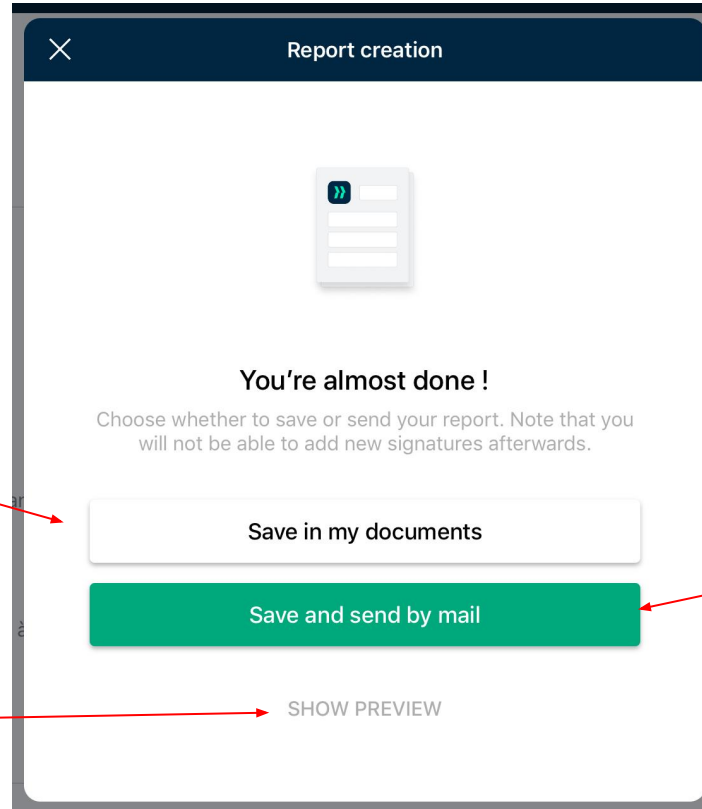 Report creation
You’re almost done !
Choose whether to save or send your report. Note that you
will not be able to add new signatures afterwards.
ar
Save in my documents
Save and send by mail
à
SHOW PREVIEW